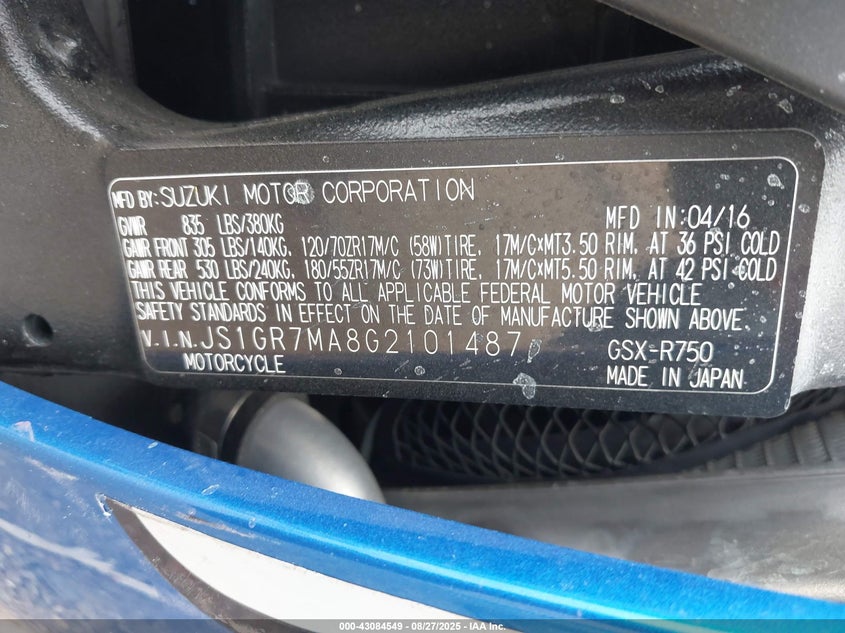 MFD BY: SUZUKI MOTOR CORPORATION
GVWR 835 LBS/380KG MFD IN: 04/16
GAWR FRONT 305 LBS/140KG, 120/70ZR17M/C (58W)TIRE, 17M/C×MT3.50 RIM, AT 36 PSI COLD
GAWR REAR 530 LBS/240KG, 180/55ZR17M/C (73W)TIRE, 17M/C×MT5.50 RIM, AT 42 PSI COLD
THIS VEHICLE CONFORMS TO ALL APPLICABLE FEDERAL MOTOR VEHICLE
SAFETY STANDARDS IN EFFECT ON THE DATE OF MANUFACTURE SHOWN ABOVE.
V.I.N. JS1GR7MA8G2101487 GSX-R750
MOTORCYCLE MADE IN JAPAN
000-43084549 - 08/27/2025 - IAA Inc.